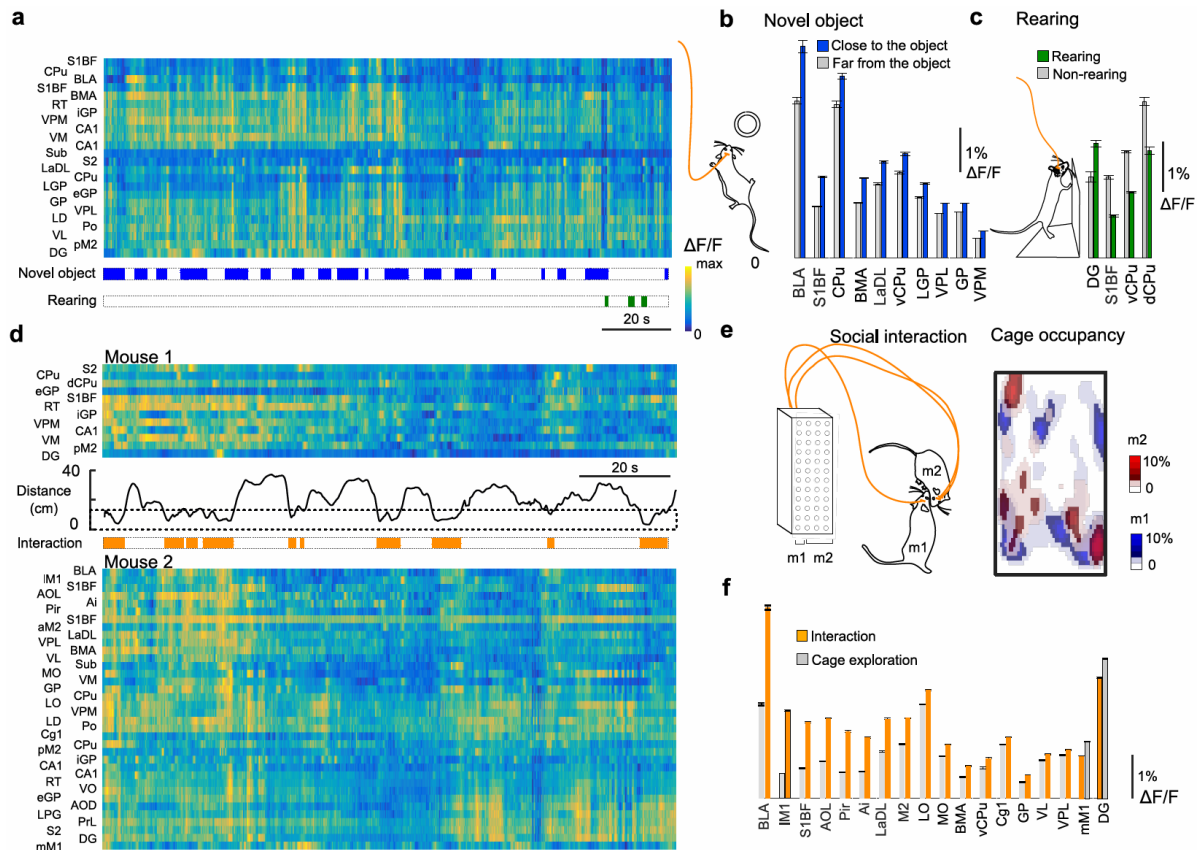 a
S1BF
CPu
BLA
S1BF
BMA
RT
iGP
VPM
CA1
VM
CA1
Sub
S2
LaDL
CPu
LGP
eGP
GP
VPL
LD
Po
VL
pM2
DG
Novel object
Rearing
20 s
ΔF/F
max
0
b
Novel object
Close to the object
Far from the object
1%
ΔF/F
0
BLA
S1BF
CPu
BMA
LaDL
vCPu
LGP
VPL
GP
VPM
c
Rearing
Rearing
Non-rearing
1%
ΔF/F
DG
S1BF
vCPu
dCPu
d
Mouse 1
S2
CPu
dCPu
eGP
S1BF
RT
iGP
VPM
CA1
VM
pM2
DG
20 s
40
Distance
(cm)
0
Interaction
Mouse 2
BLA
IM1
S1BF
AOL
Ai
Pir
S1BF
aM2
LaDL
VPL
BMA
VL
Sub
MO
VM
GP
CPu
LO
VPM
LD
Po
Cg1
CPu
pM2
iGP
CA1
CA1
RT
VO
eGP
AOD
LPG
PrL
S2
DG
mM1
e
Social interaction
Cage occupancy
m2
m1
m1 m2
m2
10%
0
m1
10%
0
f
Interaction
Cage exploration
1%
ΔF/F
BLA
IM1
S1BF
AOL
Pir
Ai
LaDL
M2
LO
MO
BMA
vCPu
Cg1
GP
VL
VPL
mM1
DG